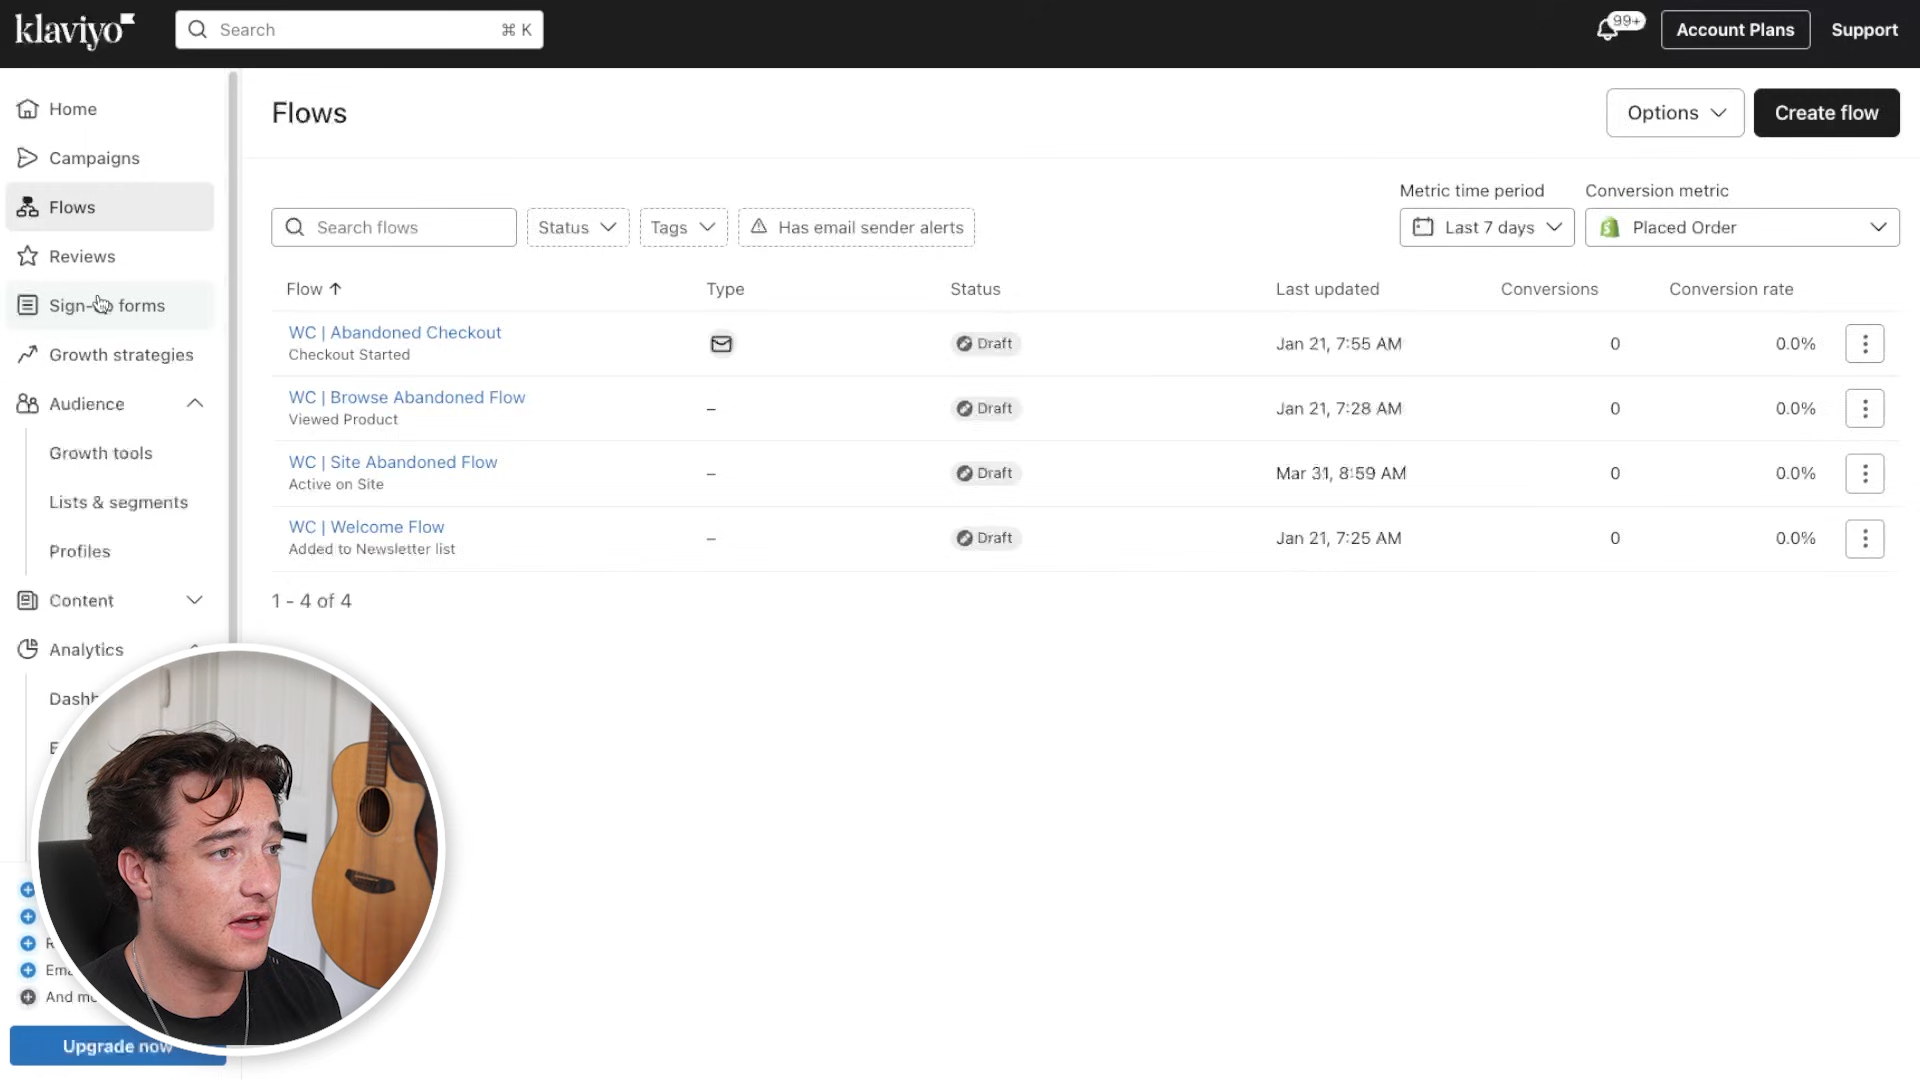 klaviyo
Search
⌘ K
99+
Account Plans
Support
Home
Campaigns
Flows
Reviews
Sign- forms
Growth strategies
Audience
Growth tools
Lists & segments
Profiles
Content
Analytics
Upgrade now
Flows
Options
Create flow
Search flows
Status
Tags
Has email sender alerts
Metric time period
Last 7 days
Conversion metric
Placed Order
Flow ↑ Type Status Last updated Conversions Conversion rate
WC | Abandoned Checkout Draft Jan 21, 7:55 AM 0 0.0%
Checkout Started
WC | Browse Abandoned Flow – Draft Jan 21, 7:28 AM 0 0.0%
Viewed Product
WC | Site Abandoned Flow – Draft Mar 31, 8:59 AM 0 0.0%
Active on Site
WC | Welcome Flow – Draft Jan 21, 7:25 AM 0 0.0%
Added to Newsletter list
1 - 4 of 4